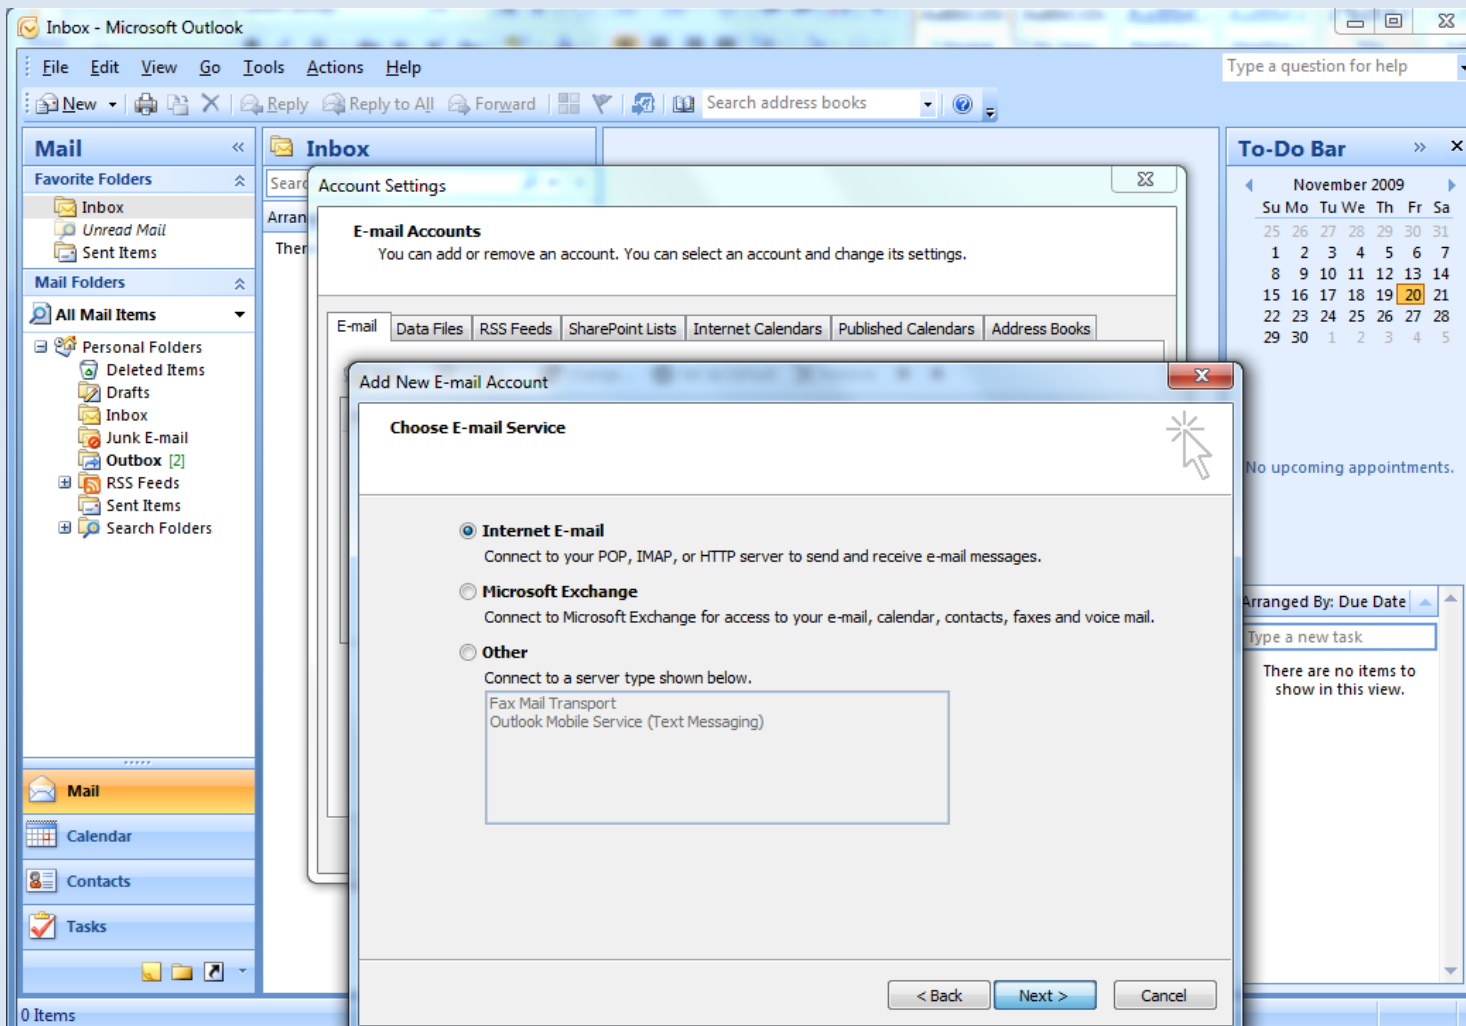 Inbox - Microsoft Outlook
File Edit View Go Tools Actions Help
Type a question for help
New Reply Reply to All Forward Search address books
Mail
Favorite Folders
Inbox
Unread Mail
Sent Items
Mail Folders
All Mail Items
Personal Folders
Deleted Items
Drafts
Inbox
Junk E-mail
Outbox [2]
RSS Feeds
Sent Items
Search Folders
Mail
Calendar
Contacts
Tasks
0 Items
Inbox
Searc
Arran
Ther
Account Settings
E-mail Accounts
You can add or remove an account. You can select an account and change its settings.
E-mail Data Files RSS Feeds SharePoint Lists Internet Calendars Published Calendars Address Books
Add New E-mail Account
Choose E-mail Service
Internet E-mail
Connect to your POP, IMAP, or HTTP server to send and receive e-mail messages.
Microsoft Exchange
Connect to Microsoft Exchange for access to your e-mail, calendar, contacts, faxes and voice mail.
Other
Connect to a server type shown below.
Fax Mail Transport
Outlook Mobile Service (Text Messaging)
< Back Next > Cancel
To-Do Bar
November 2009
Su Mo Tu We Th Fr Sa
25 26 27 28 29 30 31
1 2 3 4 5 6 7
8 9 10 11 12 13 14
15 16 17 18 19 20 21
22 23 24 25 26 27 28
29 30 1 2 3 4 5
No upcoming appointments.
Arranged By: Due Date
Type a new task
There are no items to
show in this view.